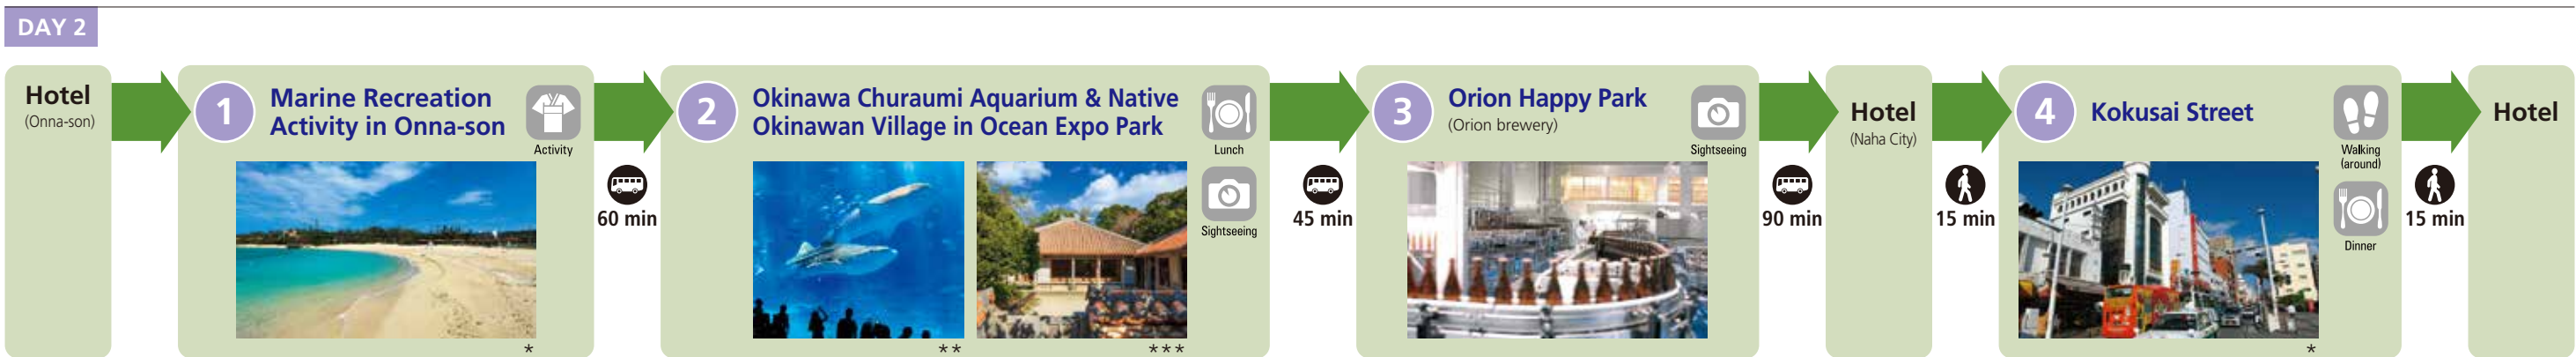 DAY 2
Hotel
(Onna-son)
1
Marine Recreation
Activity in Onna-son
Activity
*
60 min
2
Okinawa Churaumi Aquarium & Native
Okinawan Village in Ocean Expo Park
Lunch
Sightseeing
**
***
45 min
3
Orion Happy Park
(Orion brewery)
Sightseeing
90 min
Hotel
(Naha City)
15 min
4
Kokusai Street
Walking
(around)
Dinner
*
15 min
Hotel